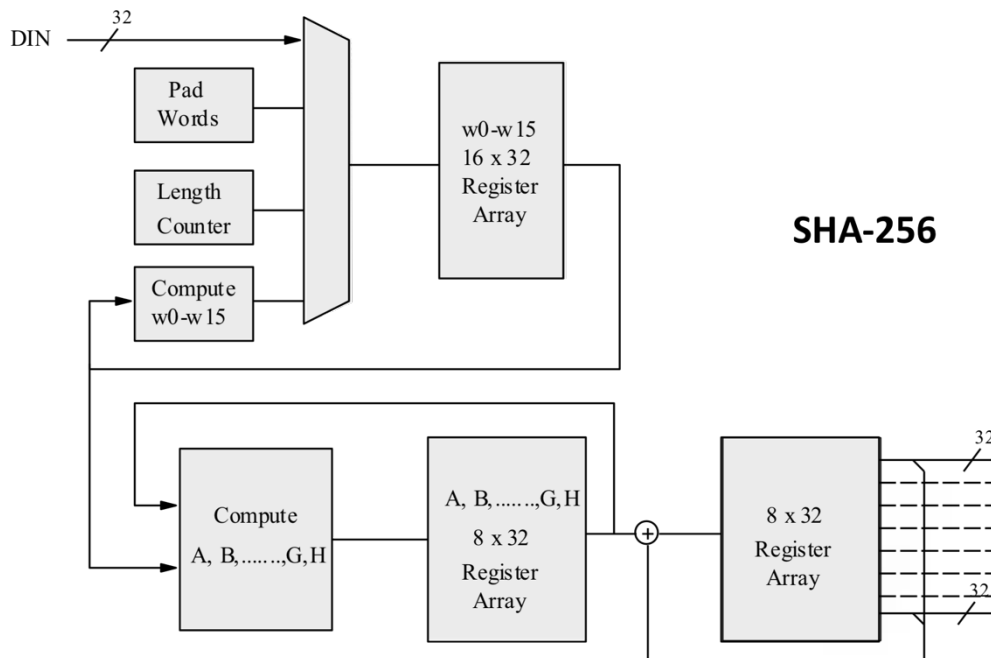 DIN
32
Pad
Words
Length
Counter
Compute
w0-w15
w0-w15
16 x 32
Register
Array
SHA-256
Compute
A, B,.......,G,H
A, B,.......,G,H
8 x 32
Register
Array
+
8 x 32
Register
Array
32
32